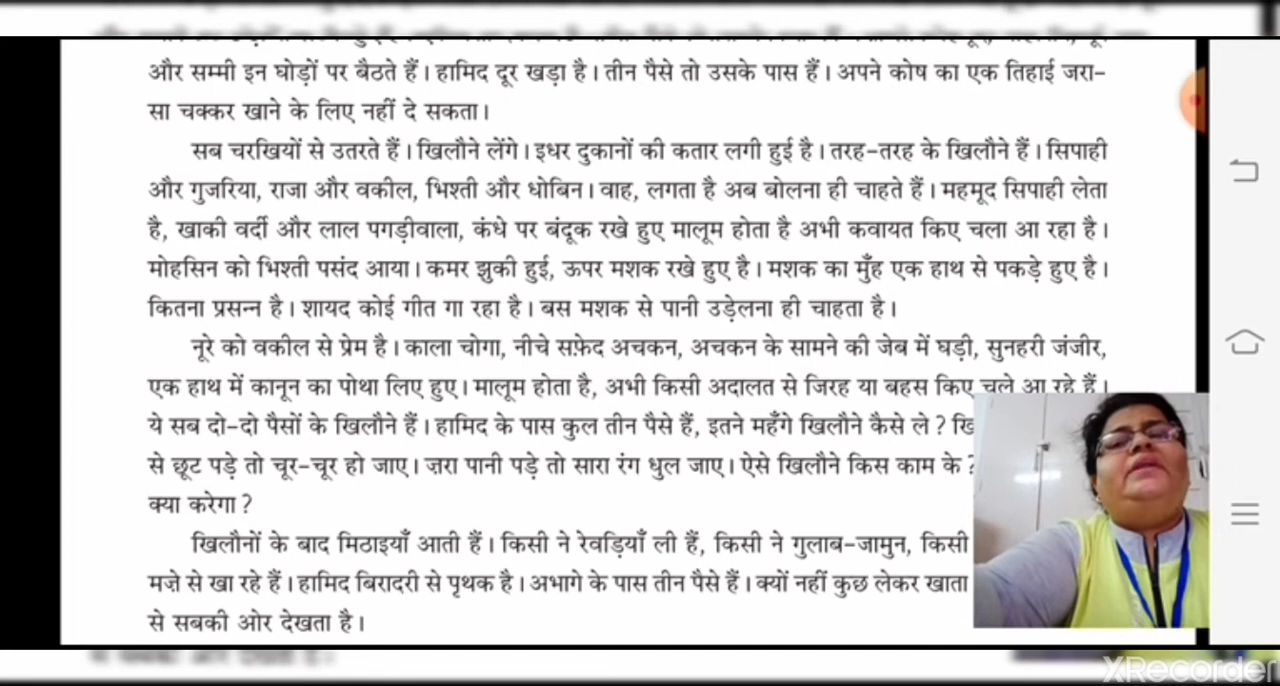 और सम्मी इन घोड़ों पर बैठते हैं। हामिद दूर खड़ा है। तीन पैसे तो उसके पास हैं। अपने कोष का एक तिहाई जरा-
सा चक्कर खाने के लिए नहीं दे सकता।
सब चरखियों से उतरते हैं। खिलौने लेंगे। इधर दुकानों की कतार लगी हुई है। तरह-तरह के खिलौने हैं। सिपाही
और गुजरिया, राजा और वकील, भिश्ती और धोबिन। वाह, लगता है अब बोलना ही चाहते हैं। महमूद सिपाही लेता
है, खाकी वर्दी और लाल पगड़ीवाला, कंधे पर बंदूक रखे हुए मालूम होता है अभी कवायत किए चला आ रहा है।
मोहसिन को भिश्ती पसंद आया। कमर झुकी हुई, ऊपर मशक रखे हुए है। मशक का मुँह एक हाथ से पकड़े हुए है।
कितना प्रसन्न है। शायद कोई गीत गा रहा है। बस मशक से पानी उड़ेलना ही चाहता है।
नूरे को वकील से प्रेम है। काला चोगा, नीचे सफ़ेद अचकन, अचकन के सामने की जेब में घड़ी, सुनहरी जंजीर,
एक हाथ में कानून का पोथा लिए हुए। मालूम होता है, अभी किसी अदालत से जिरह या बहस किए चले आ रहे हैं।
ये सब दो-दो पैसों के खिलौने हैं। हामिद के पास कुल तीन पैसे हैं, इतने महँगे खिलौने कैसे ले? खि
से छूट पड़े तो चूर-चूर हो जाए। ज़रा पानी पड़े तो सारा रंग धुल जाए। ऐसे खिलौने किस काम के?
क्या करेगा?
खिलौनों के बाद मिठाइयाँ आती हैं। किसी ने रेवड़ियाँ ली हैं, किसी ने गुलाब-जामुन, किसी
मज़े से खा रहे हैं। हामिद बिरादरी से पृथक है। अभागे के पास तीन पैसे हैं। क्यों नहीं कुछ लेकर खाता
से सबकी ओर देखता है।
XRecorder